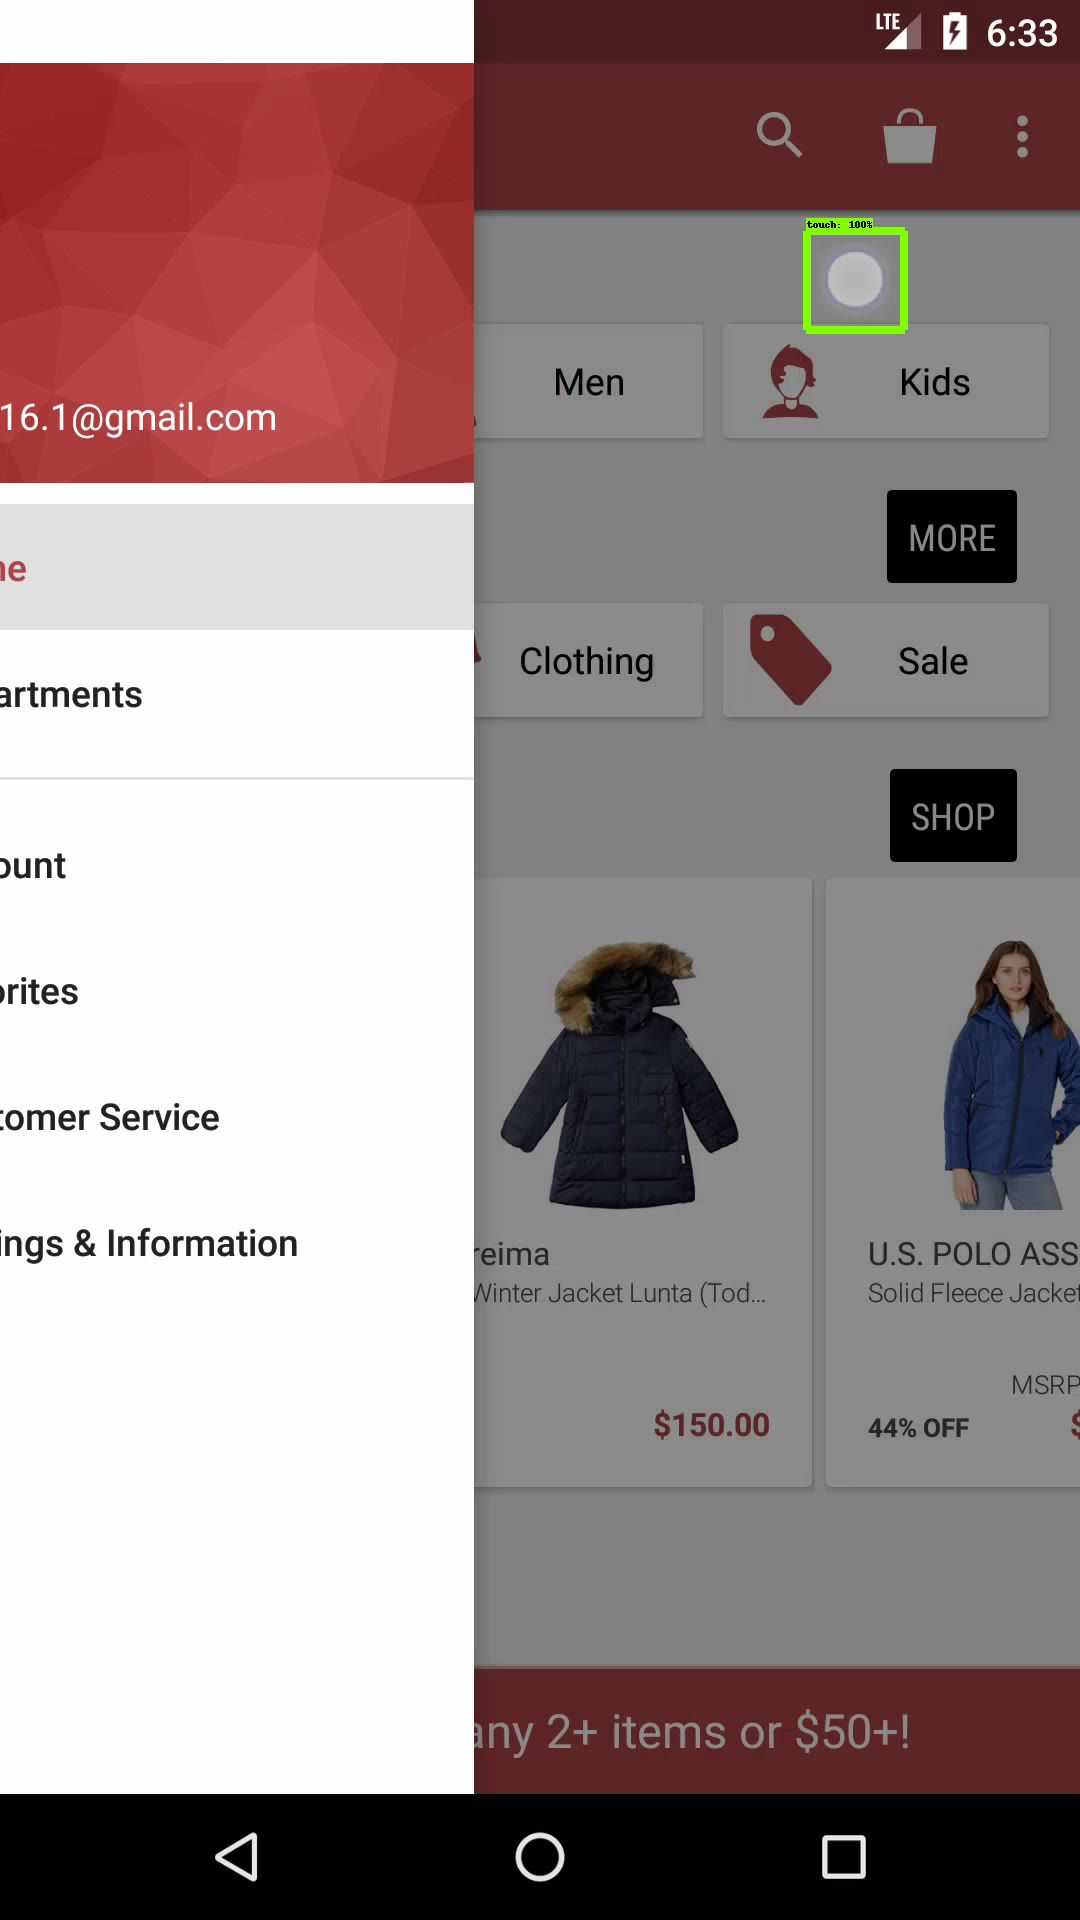 LTE 6:33
touch: 100%
Men
Kids
16.1@gmail.com
MORE
ne
Clothing
Sale
artments
SHOP
ount
orites
tomer Service
ings & Information
reima
Winter Jacket Lunta (Tod...
$150.00
U.S. POLO ASS
Solid Fleece Jacket
MSRP
44% OFF
$
any 2+ items or $50+!